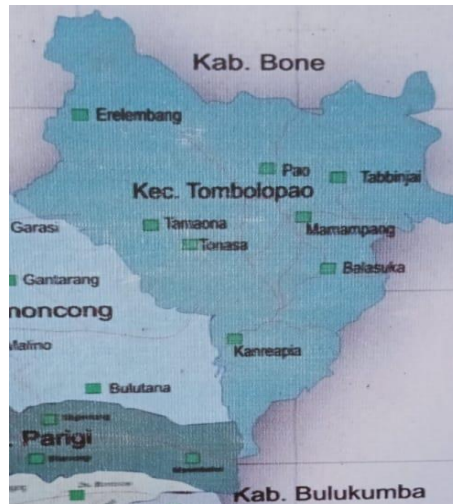 Kab. Bone
Erelembang
Pao
Tabbinjai
Kec. Tombolopao
Tamaona
Mamampang
Garasi
Tonasa
Balasuka
Gantarang
noncong
Malino
Kanreapia
Bulutana
. Parigi
Kab. Bulukumba